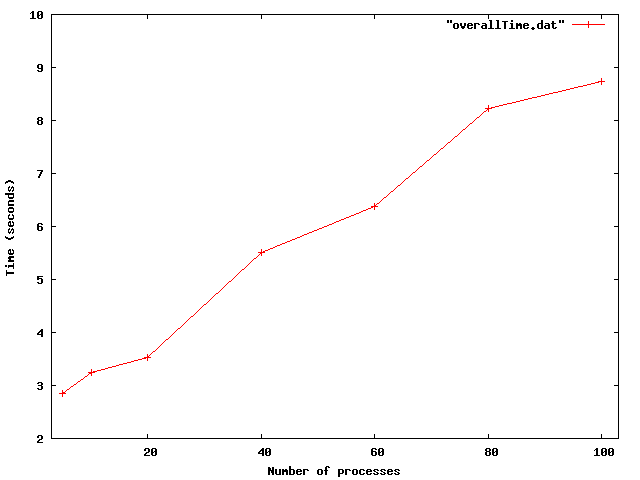 "overallTime.dat"
10
9
8
7
6
5
4
3
2
Time (seconds)
20 40 60 80 100
Number of processes